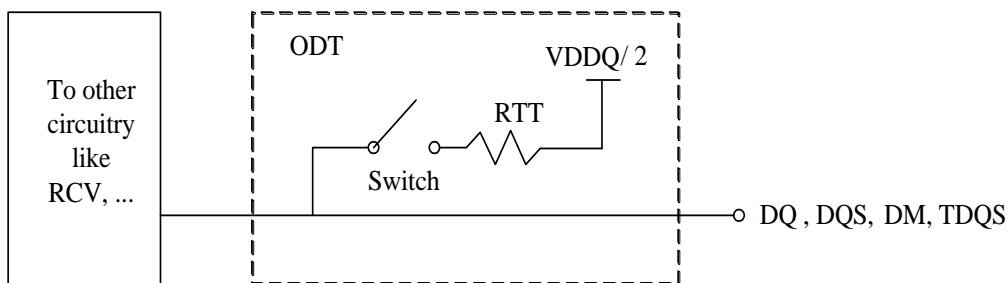 To other
circuitry
like
RCV, ...
ODT
VDDQ/ 2
RTT
Switch
DQ , DQS, DM, TDQS